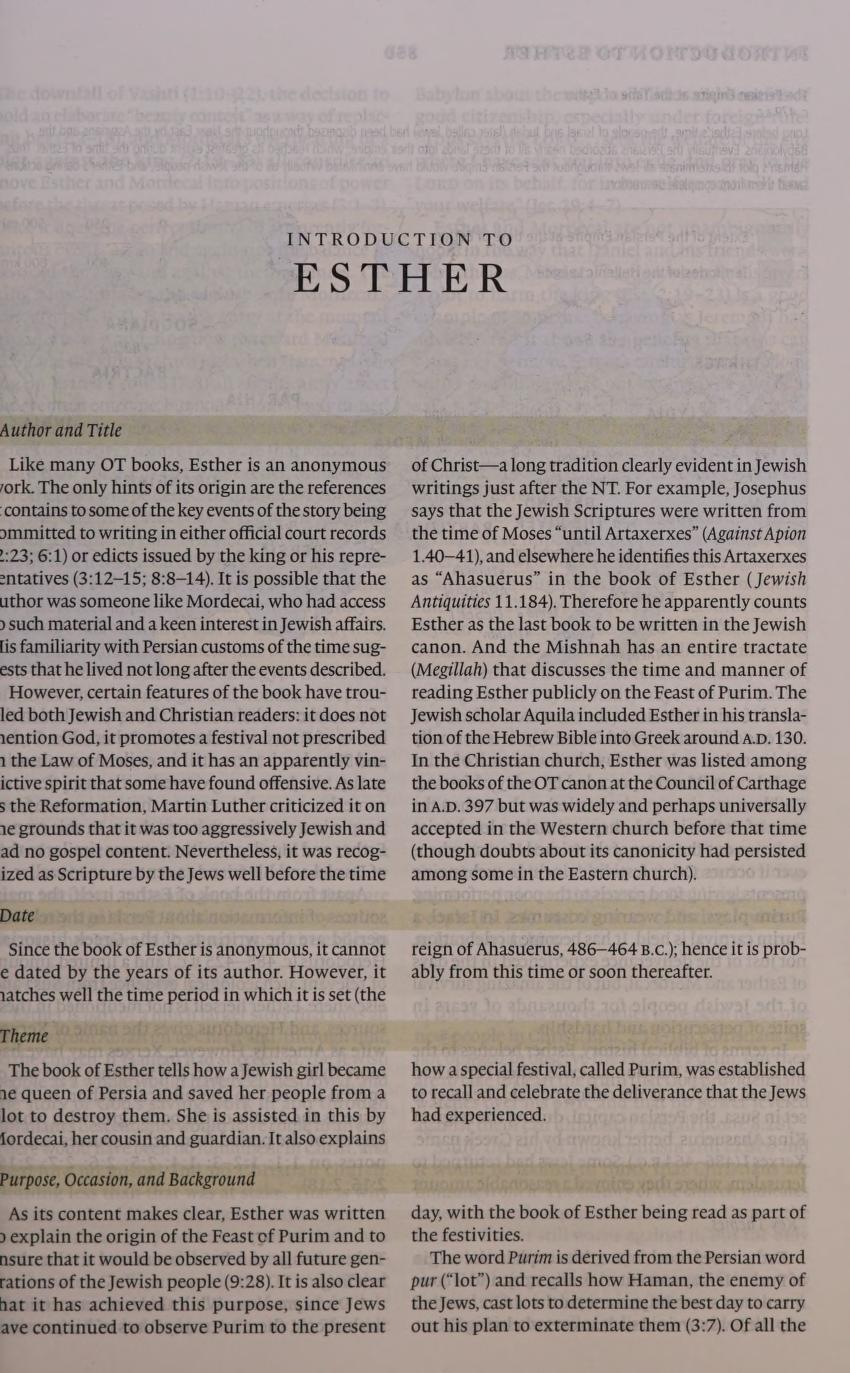 INTRODUCTION TO
ESTHER
Author and Title
Like many OT books, Esther is an anonymous
ork. The only hints of its origin are the references
contains to some of the key events of the story being
ommitted to writing in either official court records
2:23; 6:1) or edicts issued by the king or his repre-
entatives (3:12–15; 8:8–14). It is possible that the
uthor was someone like Mordecai, who had access
o such material and a keen interest in Jewish affairs.
is familiarity with Persian customs of the time sug-
ests that he lived not long after the events described.
However, certain features of the book have trou-
led both Jewish and Christian readers: it does not
ention God, it promotes a festival not prescribed
n the Law of Moses, and it has an apparently vin-
ictive spirit that some have found offensive. As late
s the Reformation, Martin Luther criticized it on
e grounds that it was too aggressively Jewish and
ad no gospel content. Nevertheless, it was recog-
ized as Scripture by the Jews well before the time
of Christ—a long tradition clearly evident in Jewish
writings just after the NT. For example, Josephus
says that the Jewish Scriptures were written from
the time of Moses “until Artaxerxes” (Against Apion
1.40–41), and elsewhere he identifies this Artaxerxes
as “Ahasuerus” in the book of Esther (Jewish
Antiquities 11.184). Therefore he apparently counts
Esther as the last book to be written in the Jewish
canon. And the Mishnah has an entire tractate
(Megillah) that discusses the time and manner of
reading Esther publicly on the Feast of Purim. The
Jewish scholar Aquila included Esther in his transla-
tion of the Hebrew Bible into Greek around A.D. 130.
In the Christian church, Esther was listed among
the books of the OT canon at the Council of Carthage
in A.D. 397 but was widely and perhaps universally
accepted in the Western church before that time
(though doubts about its canonicity had persisted
among some in the Eastern church).
Date
Since the book of Esther is anonymous, it cannot
e dated by the years of its author. However, it
atches well the time period in which it is set (the
reign of Ahasuerus, 486–464 B.C.); hence it is prob-
ably from this time or soon thereafter.
Theme
The book of Esther tells how a Jewish girl became
e queen of Persia and saved her people from a
lot to destroy them. She is assisted in this by
ordecai, her cousin and guardian. It also explains
how a special festival, called Purim, was established
to recall and celebrate the deliverance that the Jews
had experienced.
Purpose, Occasion, and Background
As its content makes clear, Esther was written
o explain the origin of the Feast of Purim and to
nsure that it would be observed by all future gen-
rations of the Jewish people (9:28). It is also clear
hat it has achieved this purpose, since Jews
ave continued to observe Purim to the present
day, with the book of Esther being read as part of
the festivities.
The word Purim is derived from the Persian word
pur (“lot”) and recalls how Haman, the enemy of
the Jews, cast lots to determine the best day to carry
out his plan to exterminate them (3:7). Of all the